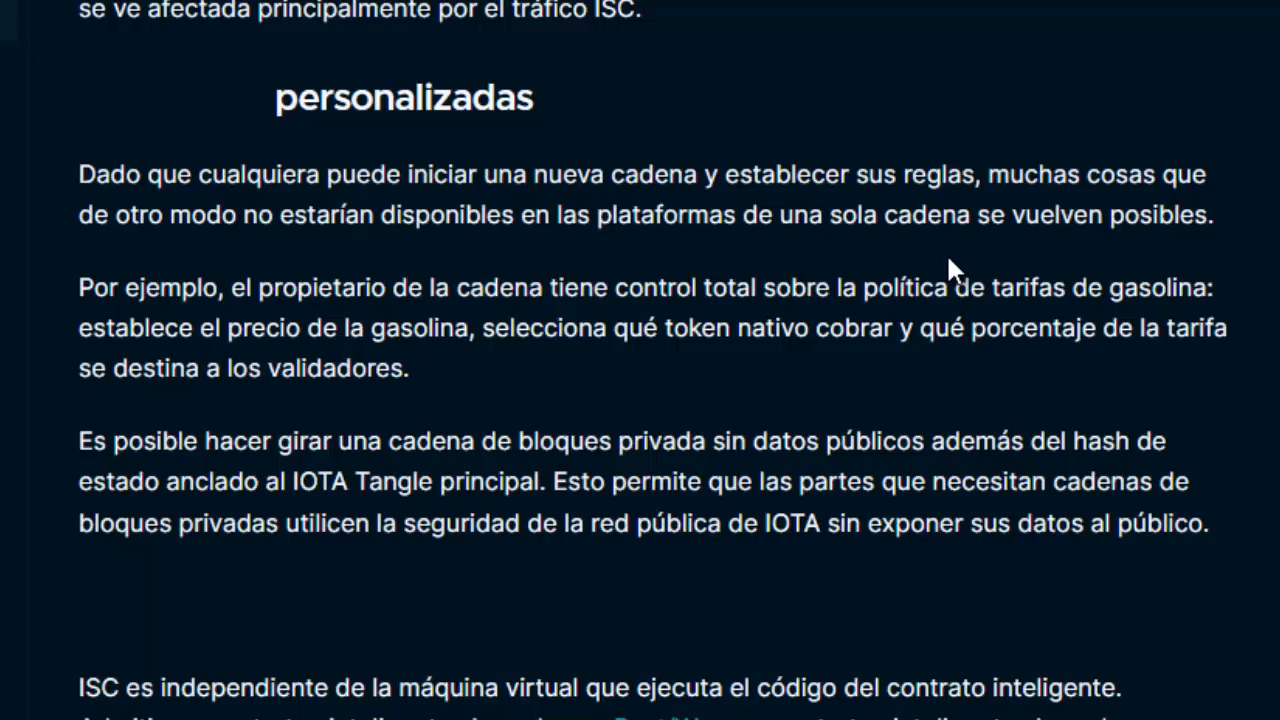 se ve afectada principalmente por el tráfico ISC.
personalizadas
Dado que cualquiera puede iniciar una nueva cadena y establecer sus reglas, muchas cosas que
de otro modo no estarían disponibles en las plataformas de una sola cadena se vuelven posibles.
Por ejemplo, el propietario de la cadena tiene control total sobre la política de tarifas de gasolina:
establece el precio de la gasolina, selecciona qué token nativo cobrar y qué porcentaje de la tarifa
se destina a los validadores.
Es posible hacer girar una cadena de bloques privada sin datos públicos además del hash de
estado anclado al IOTA Tangle principal. Esto permite que las partes que necesitan cadenas de
bloques privadas utilicen la seguridad de la red pública de IOTA sin exponer sus datos al público.
ISC es independiente de la máquina virtual que ejecuta el código del contrato inteligente.